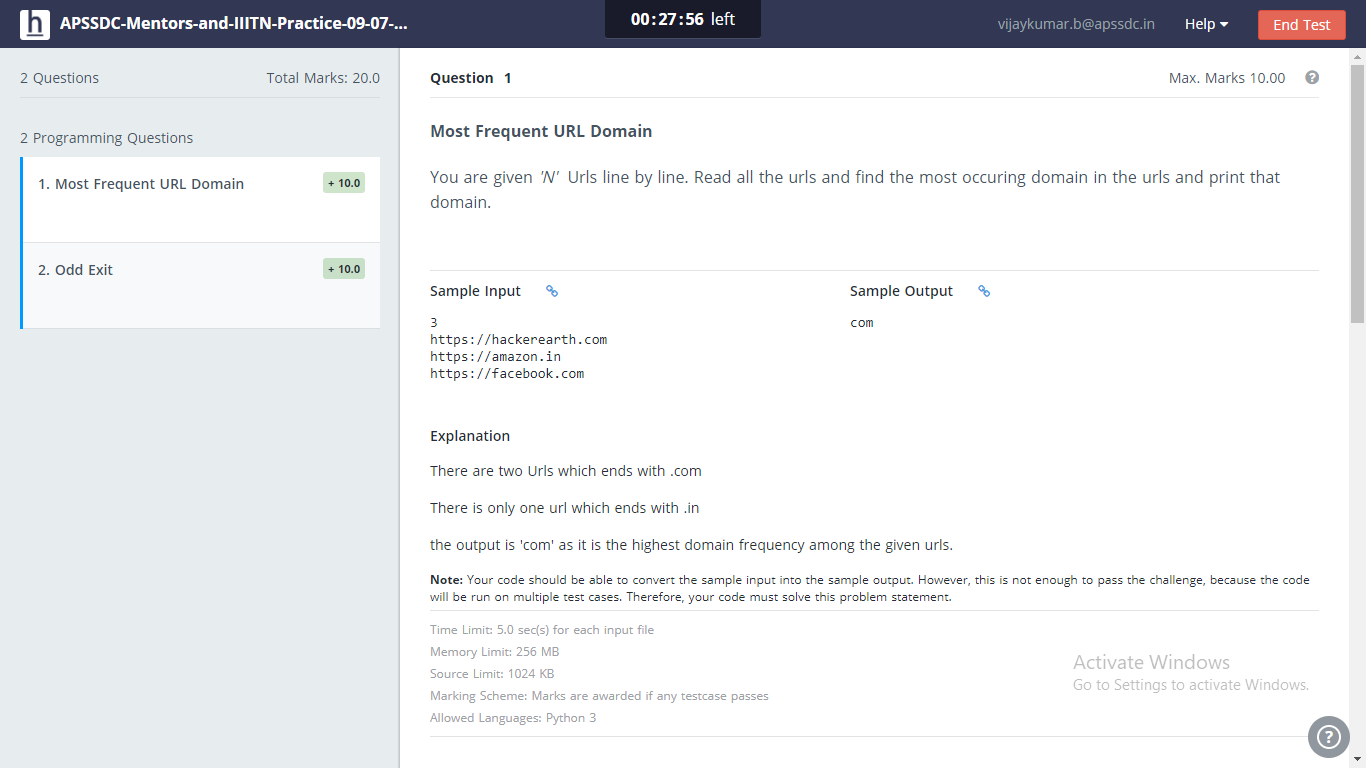 h APSSDC-Mentors-and-IIITN-Practice-09-07-... 00:27:56 left vijaykumar.b@apssdc.in Help End Test
2 Questions Total Marks: 20.0
2 Programming Questions
1. Most Frequent URL Domain + 10.0
2. Odd Exit + 10.0
Question 1 Max. Marks 10.00 ?
Most Frequent URL Domain
You are given 'N' Urls line by line. Read all the urls and find the most occuring domain in the urls and print that
domain.
Sample Input Sample Output
3 com
https://hackerearth.com
https://amazon.in
https://facebook.com
Explanation
There are two Urls which ends with .com
There is only one url which ends with .in
the output is 'com' as it is the highest domain frequency among the given urls.
Note: Your code should be able to convert the sample input into the sample output. However, this is not enough to pass the challenge, because the code
will be run on multiple test cases. Therefore, your code must solve this problem statement.
Time Limit: 5.0 sec(s) for each input file
Memory Limit: 256 MB
Source Limit: 1024 KB
Marking Scheme: Marks are awarded if any testcase passes
Allowed Languages: Python 3
Activate Windows
Go to Settings to activate Windows.
?